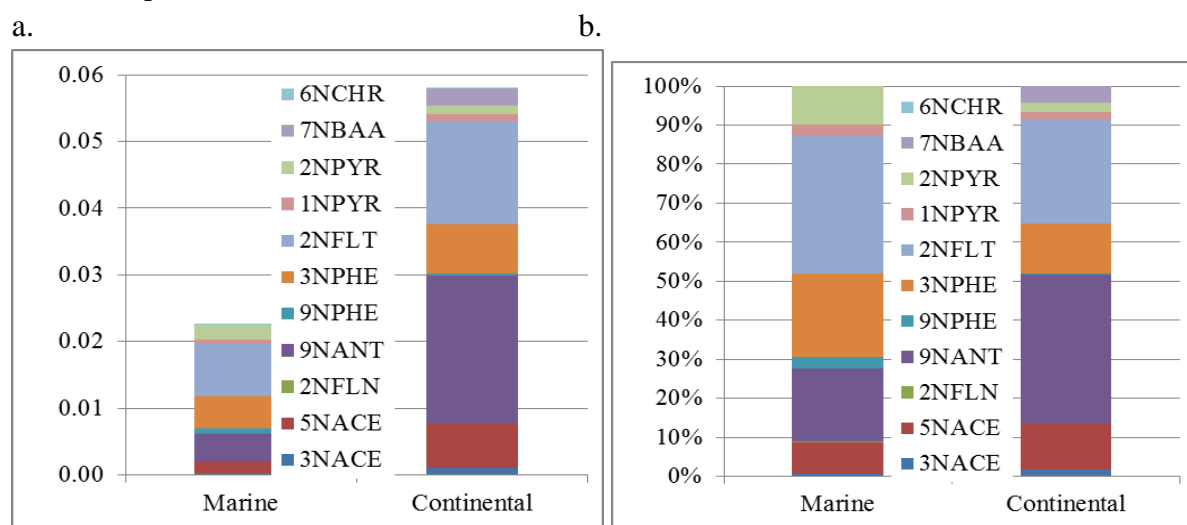 a.
0.06
0.05
0.04
0.03
0.02
0.01
0.00
6NCHR
7NBAA
2NPYR
1NPYR
2NFLT
3NPHE
9NPHE
9NANT
2NFLN
5NACE
3NACE
Marine Continental
b.
100%
90%
80%
70%
60%
50%
40%
30%
20%
10%
0%
6NCHR
7NBAA
2NPYR
1NPYR
2NFLT
3NPHE
9NPHE
9NANT
2NFLN
5NACE
3NACE
Marine Continental